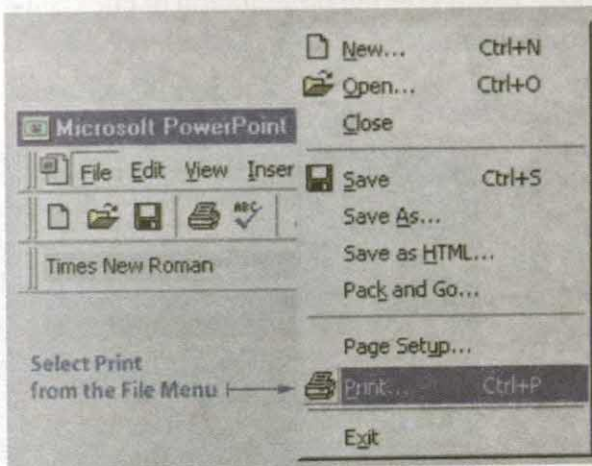 Microsoft PowerPoint
File Edit View Inser
Times New Roman
Select Print
from the File Menu
New... Ctrl+N
Open... Ctrl+O
Close
Save Ctrl+S
Save As...
Save as HTML...
Pack and Go...
Page Setup...
Print... Ctrl+P
Exit
ABC